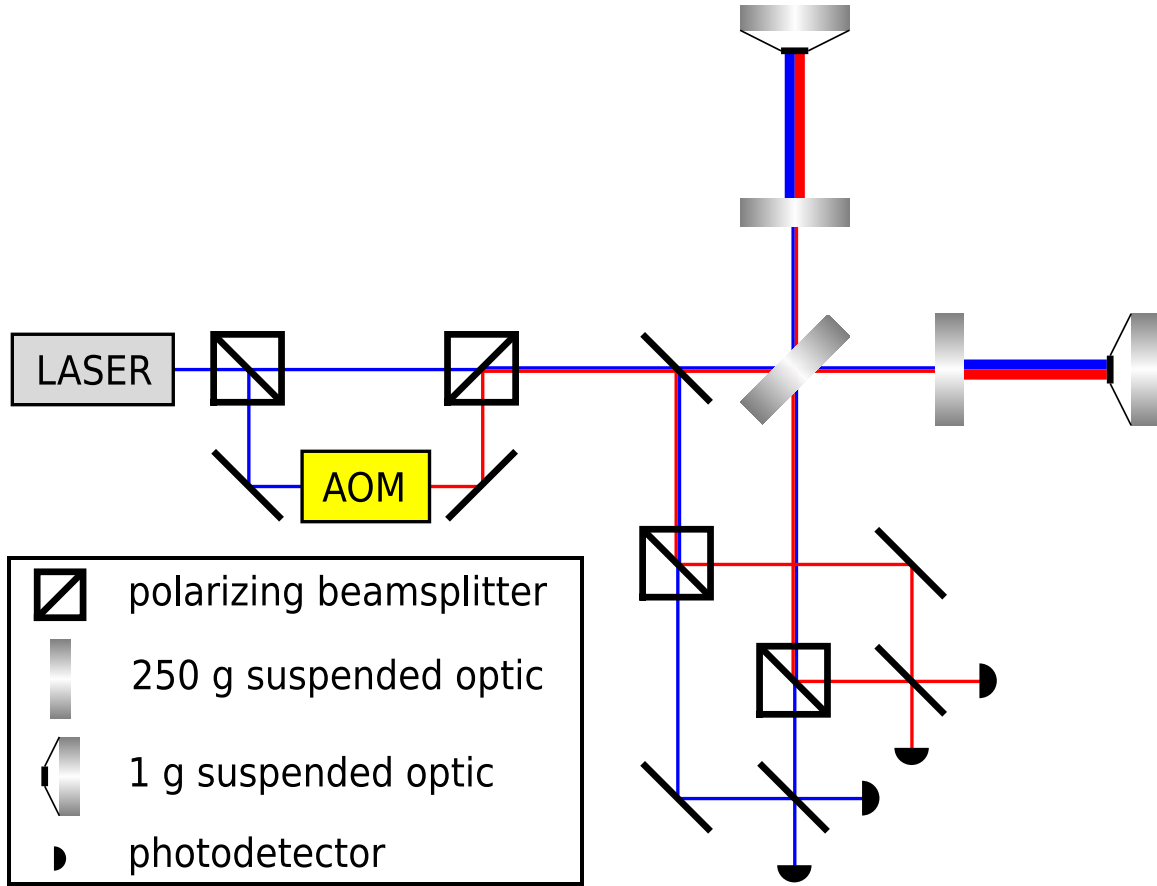 LASER
AOM
polarizing beamsplitter
250 g suspended optic
1 g suspended optic
photodetector